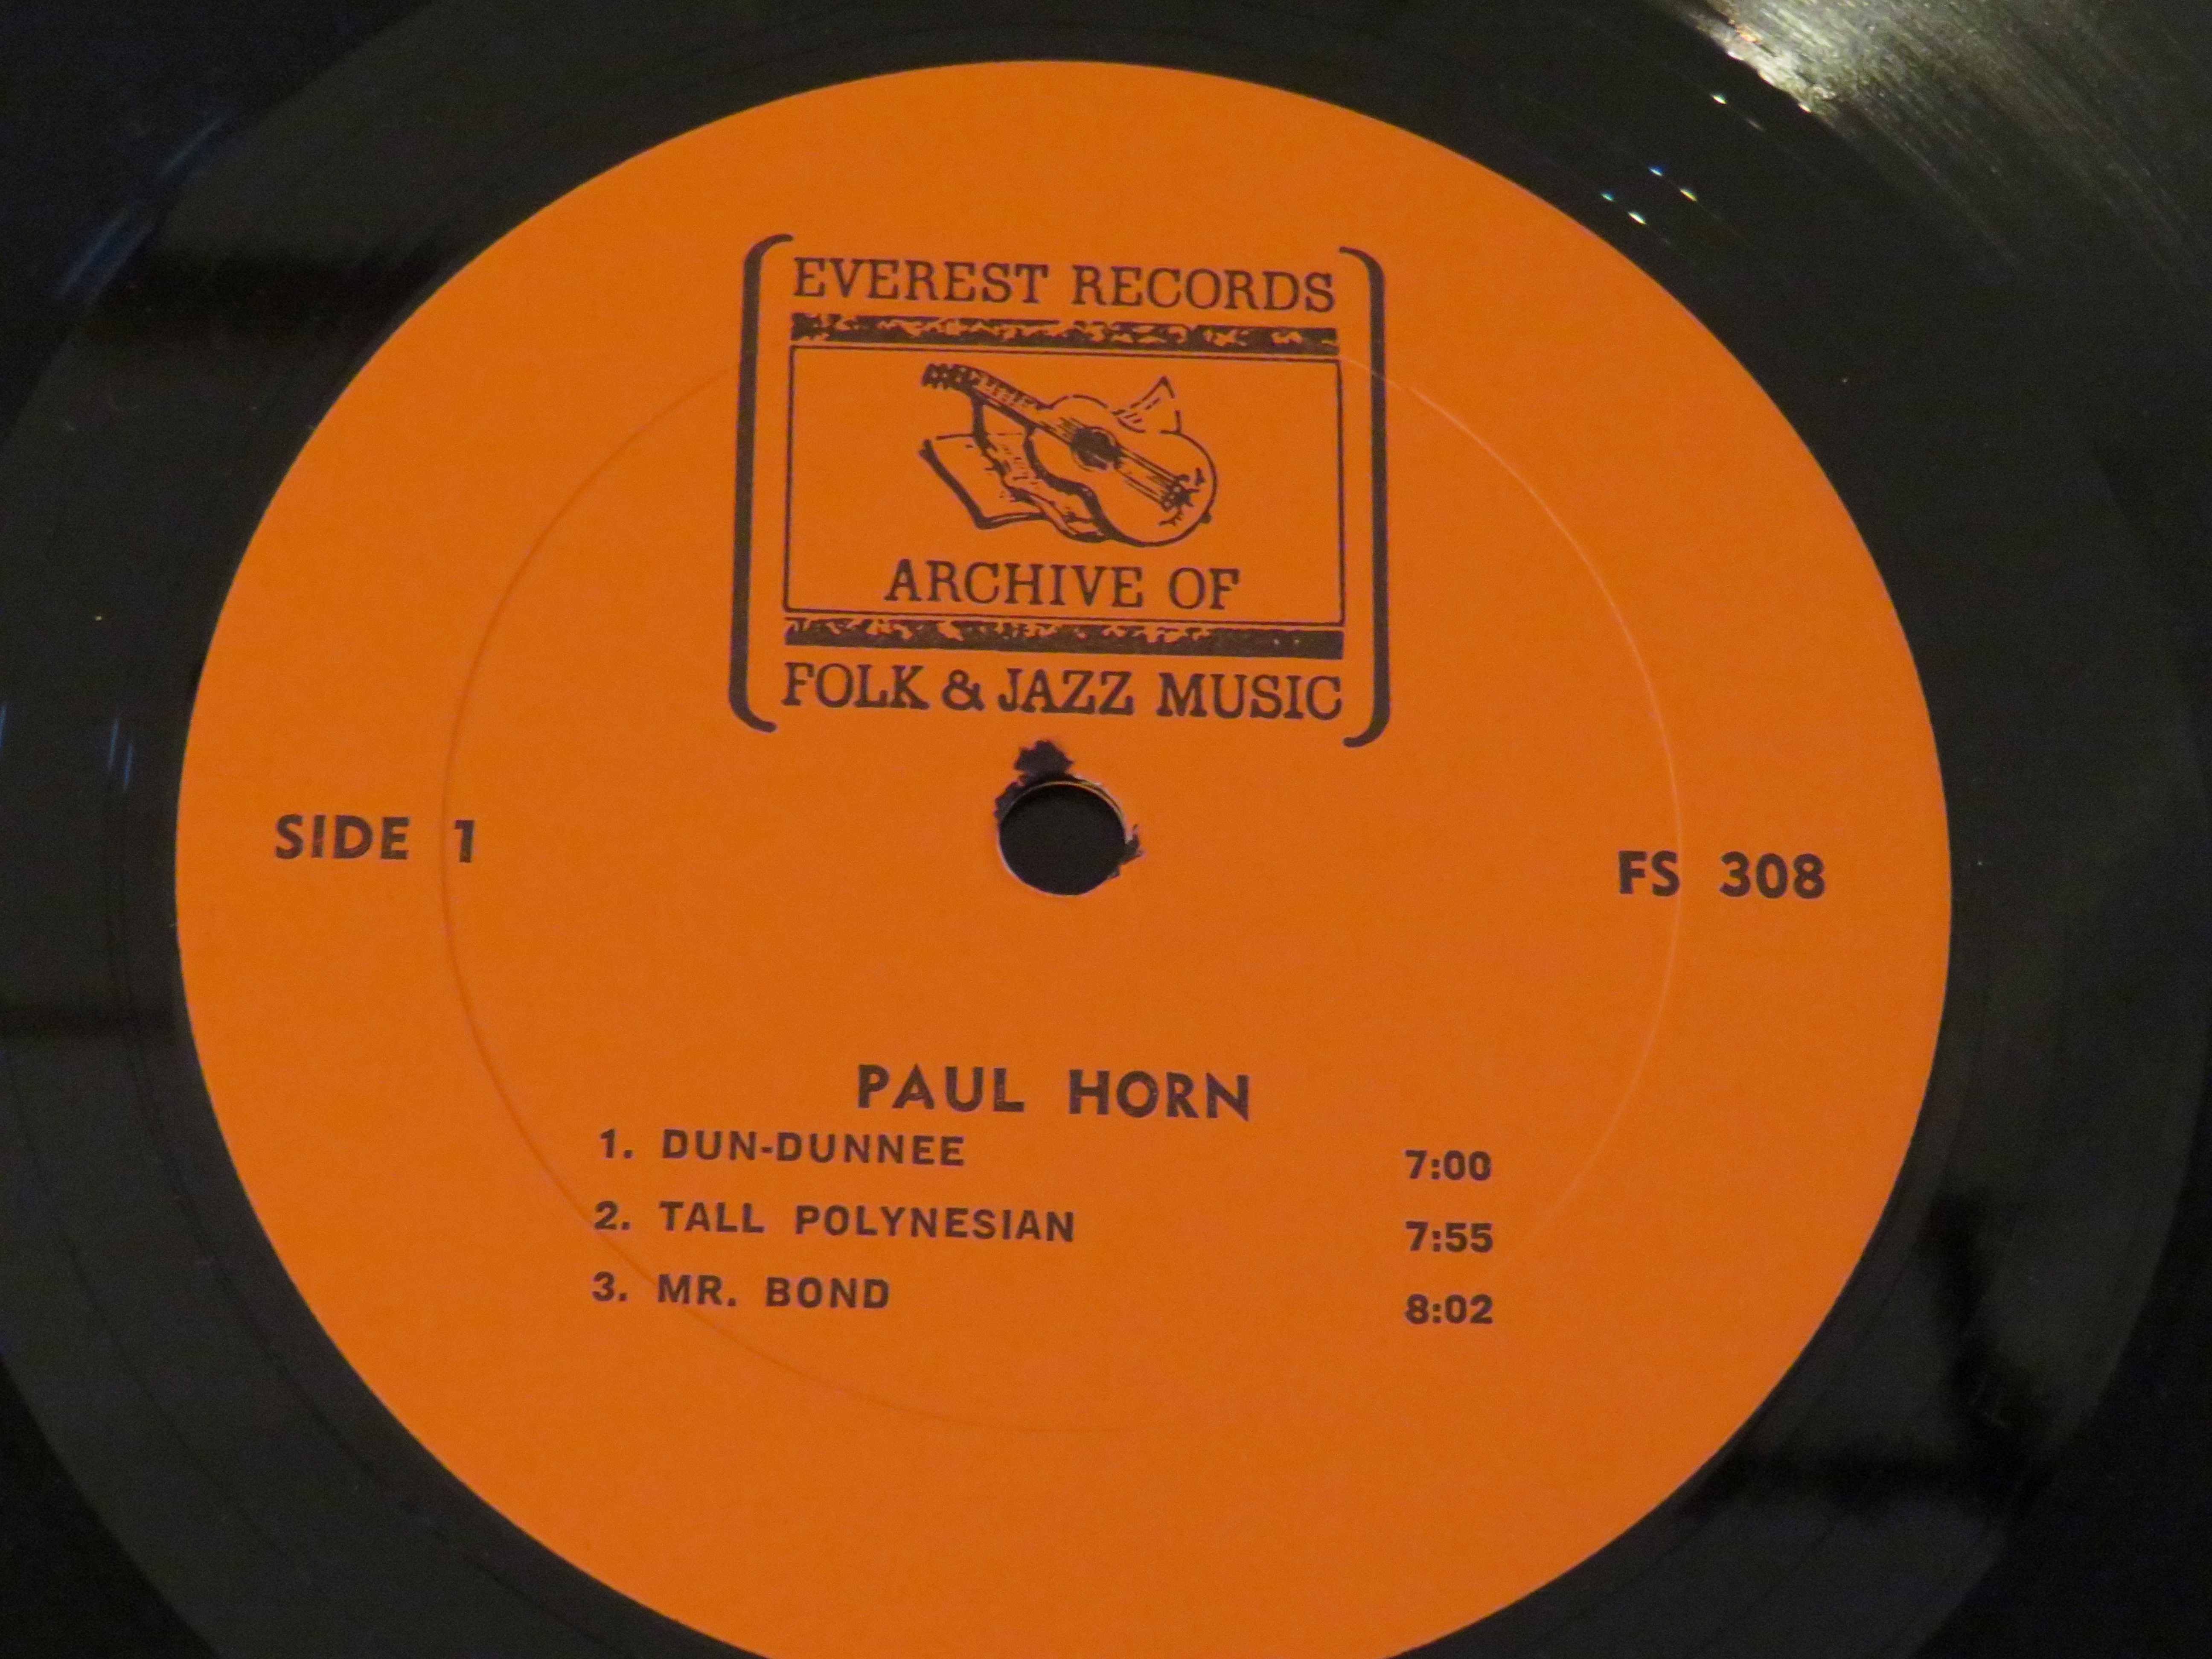 EVEREST RECORDS
ARCHIVE OF
FOLK & JAZZ MUSIC
SIDE 1
FS 308
PAUL HORN
1. DUN-DUNNEE 7:00
2. TALL POLYNESIAN 7:55
3. MR. BOND 8:02